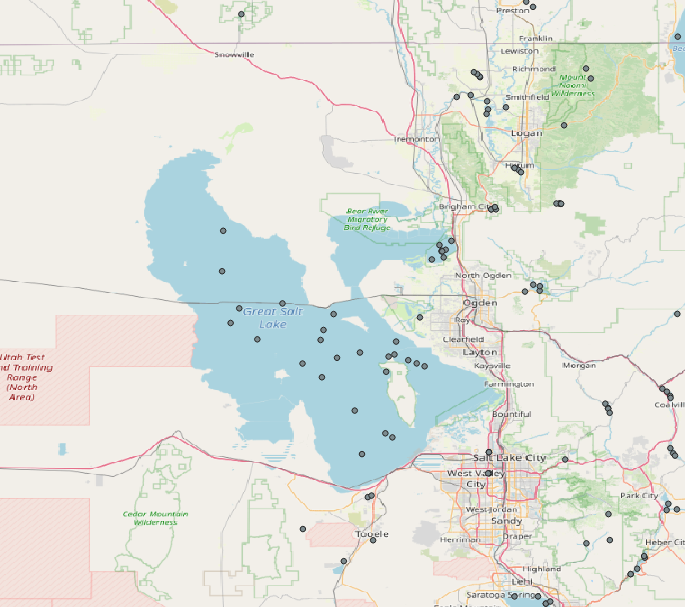 Preston
Franklin
Snowville
Lewiston
Richmond
Mount
Naomi
Wilderness
Smithfield
Tremonton
Logan
Hyrum
Brigham City
Bear River
Migratory
Bird Refuge
North Ogden
Ogden
Great Salt
Lake
Roy
Clearfield
Layton
Utah Test
nd Training
Range
(North
Area)
Kaysville
Morgan
Farmington
Coalvill
Bountiful
Salt Lake City
West Valley
City
Park City
Cedar Mountain
Wilderness
West Jordan
Sandy
Tooele
Herriman
Draper
Heber City
Highland
Lehi
Saratoga Springs